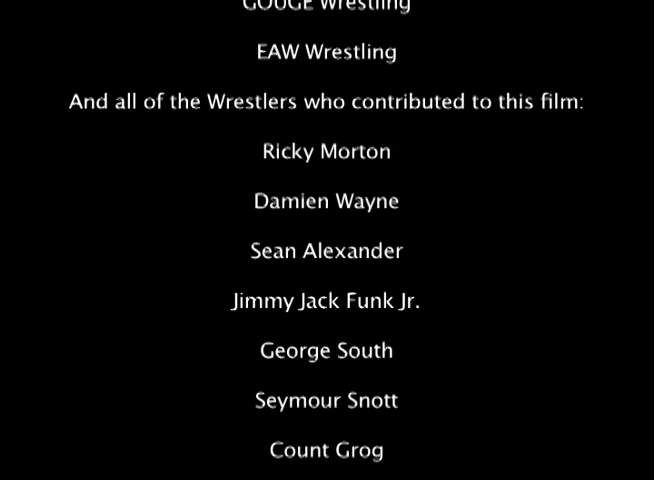 GOUGE Wrestling
EAW Wrestling
And all of the Wrestlers who contributed to this film:
Ricky Morton
Damien Wayne
Sean Alexander
Jimmy Jack Funk Jr.
George South
Seymour Snott
Count Grog